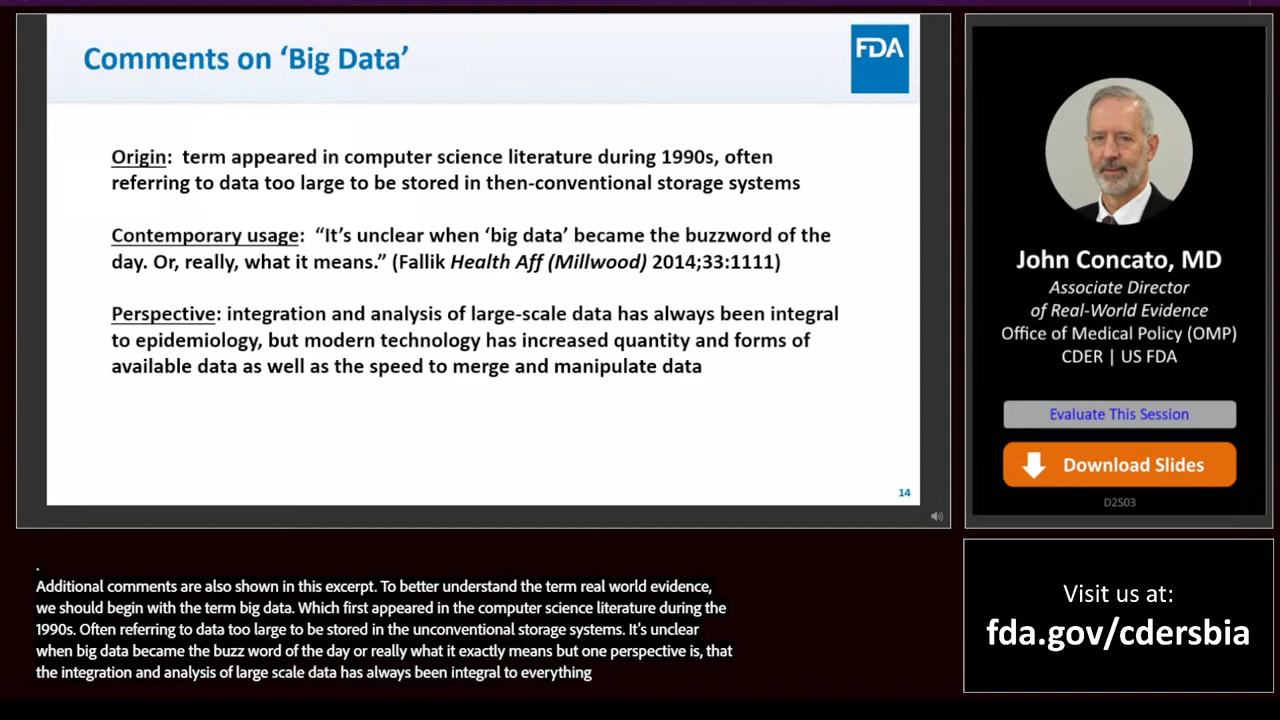 Comments on ‘Big Data’
FDA
Origin: term appeared in computer science literature during 1990s, often
referring to data too large to be stored in then-conventional storage systems
Contemporary usage: “It’s unclear when ‘big data’ became the buzzword of the
day. Or, really, what it means.” (Fallik Health Aff (Millwood) 2014;33:1111)
Perspective: integration and analysis of large-scale data has always been integral
to epidemiology, but modern technology has increased quantity and forms of
available data as well as the speed to merge and manipulate data
14
John Concato, MD
Associate Director
of Real-World Evidence
Office of Medical Policy (OMP)
CDER | US FDA
Evaluate This Session
Download Slides
D2S03
.
Additional comments are also shown in this excerpt. To better understand the term real world evidence,
we should begin with the term big data. Which first appeared in the computer science literature during the
1990s. Often referring to data too large to be stored in the unconventional storage systems. It's unclear
when big data became the buzz word of the day or really what it exactly means but one perspective is, that
the integration and analysis of large scale data has always been integral to everything
Visit us at:
fda.gov/cdersbia